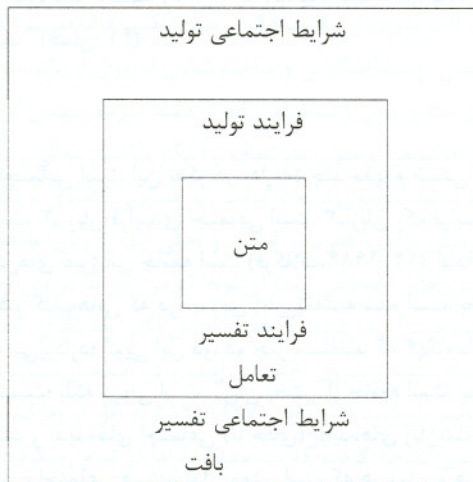 شرایط اجتماعی تولید
فرایند تولید
متن
فرایند تفسیر
تعامل
شرایط اجتماعی تفسیر
بافت